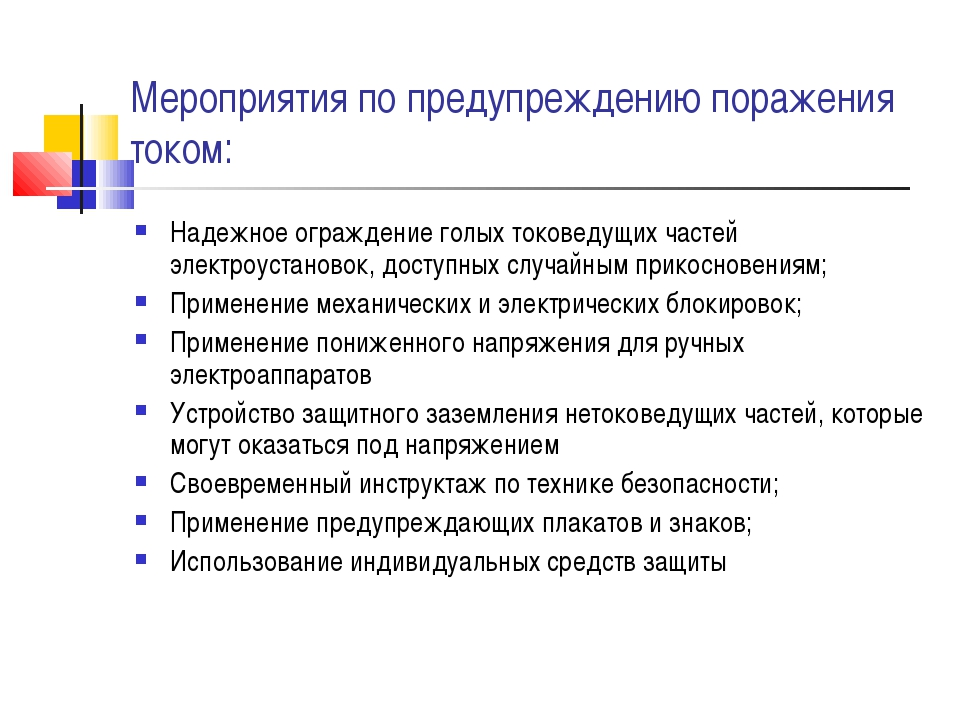 Мероприятия по предупреждению поражения
током:
Надежное ограждение голых токоведущих частей
электроустановок, доступных случайным прикосновениям;
Применение механических и электрических блокировок;
Применение пониженного напряжения для ручных
электроаппаратов
Устройство защитного заземления нетоковедущих частей, которые
могут оказаться под напряжением
Своевременный инструктаж по технике безопасности;
Применение предупреждающих плакатов и знаков;
Использование индивидуальных средств защиты